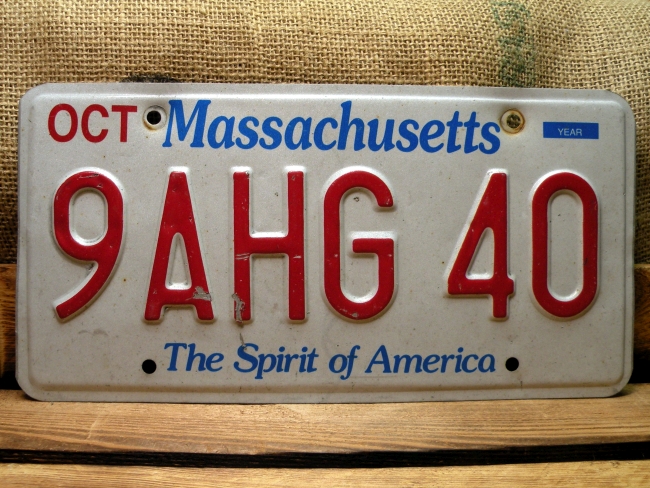 OCT Massachusetts YEAR
9AHG 40
The Spirit of America